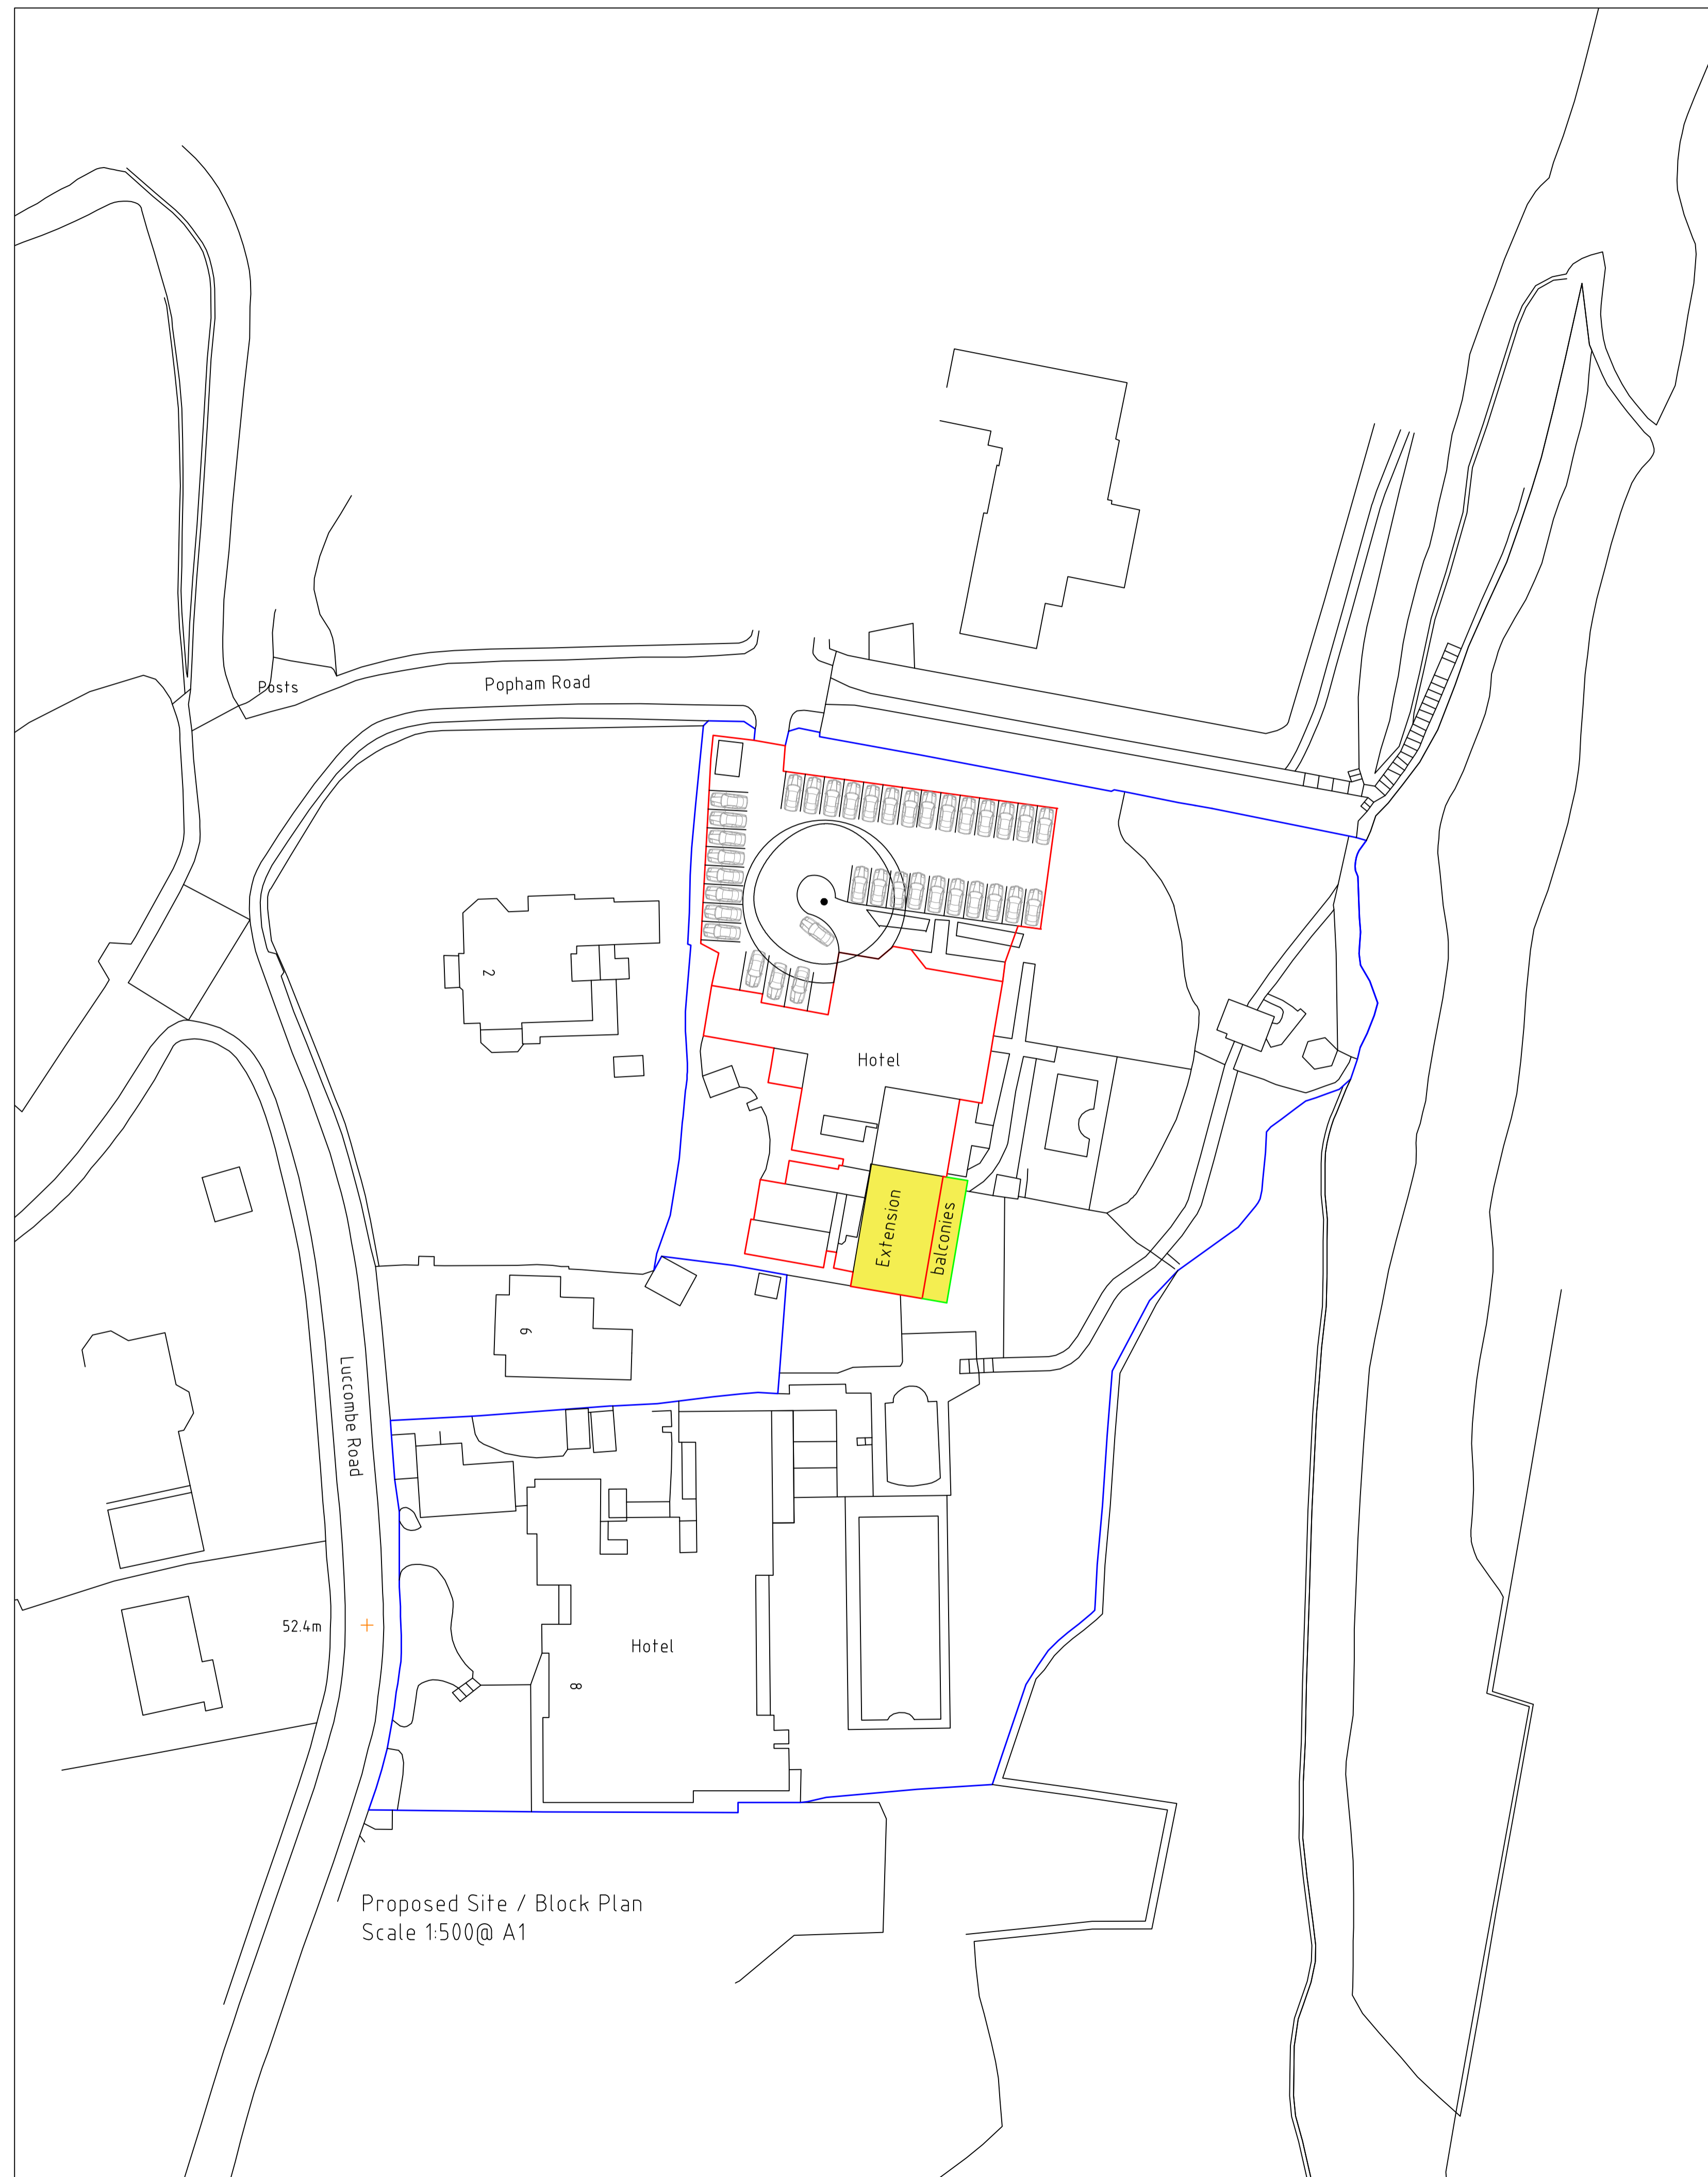 Posts
Popham Road
2
Hotel
Extension
balconies
6
Luccombe Road
52.4m
Hotel
8
Proposed Site / Block Plan
Scale 1:500@ A1